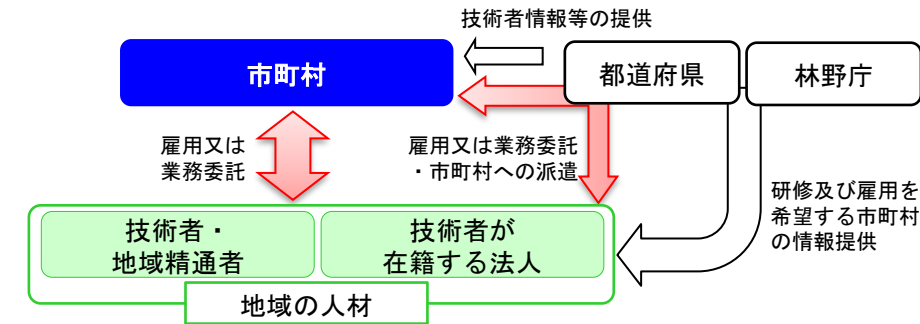 技術者情報等の提供
市町村
都道府県
林野庁
雇用又は
業務委託
雇用又は業務委託
・市町村への派遣
研修及び雇用を
希望する市町村
の情報提供
技術者・
地域精通者
技術者が
在籍する法人
地域の人材